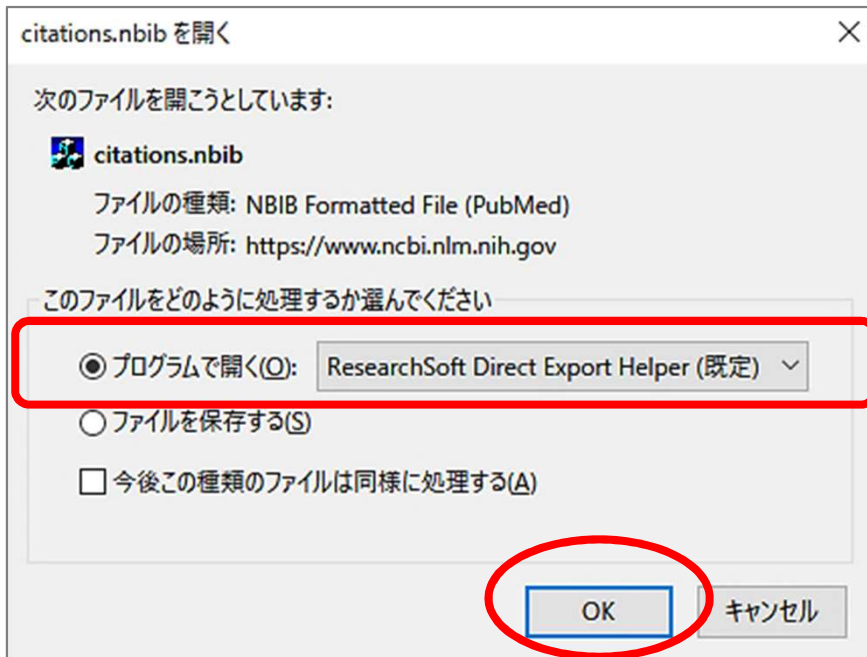 citations.nbib を開く
次のファイルを開こうとしています:
citations.nbib
ファイルの種類: NBIB Formatted File (PubMed)
ファイルの場所: https://www.ncbi.nlm.nih.gov
このファイルをどのように処理するか選んでください
プログラムで開く(O): ResearchSoft Direct Export Helper (既定)
ファイルを保存する(S)
今後この種類のファイルは同様に処理する(A)
OK キャンセル